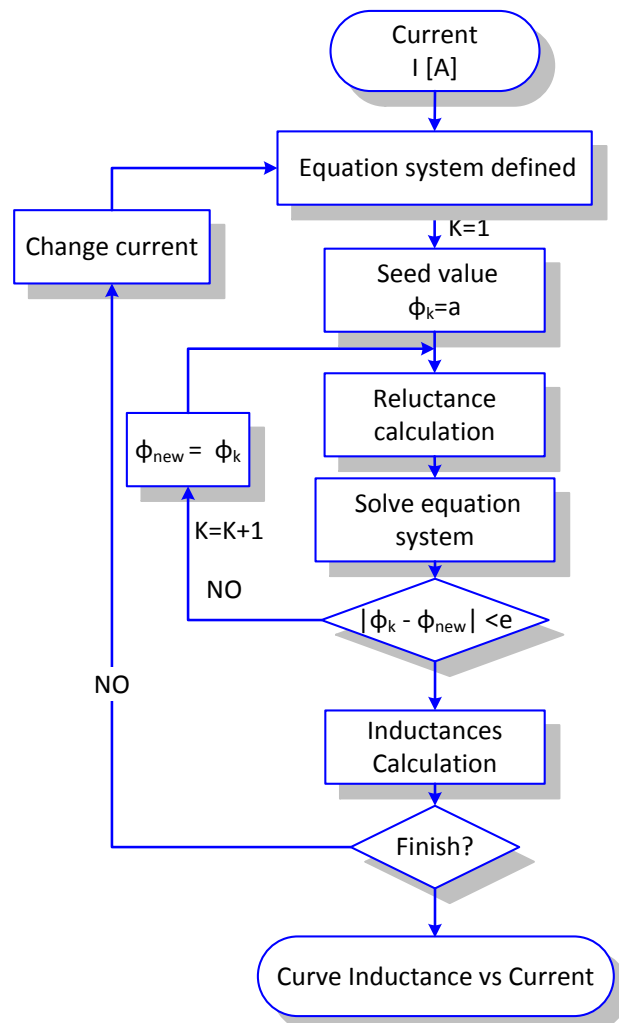 Current
I [A]
Equation system defined
K=1
Change current
Seed value
ϕₖ=a
Reluctance
calculation
ϕₙₑw = ϕₖ
Solve equation
system
K=K+1
NO
|ϕₖ - ϕₙₑw| <e
NO
Inductances
Calculation
Finish?
Curve Inductance vs Current